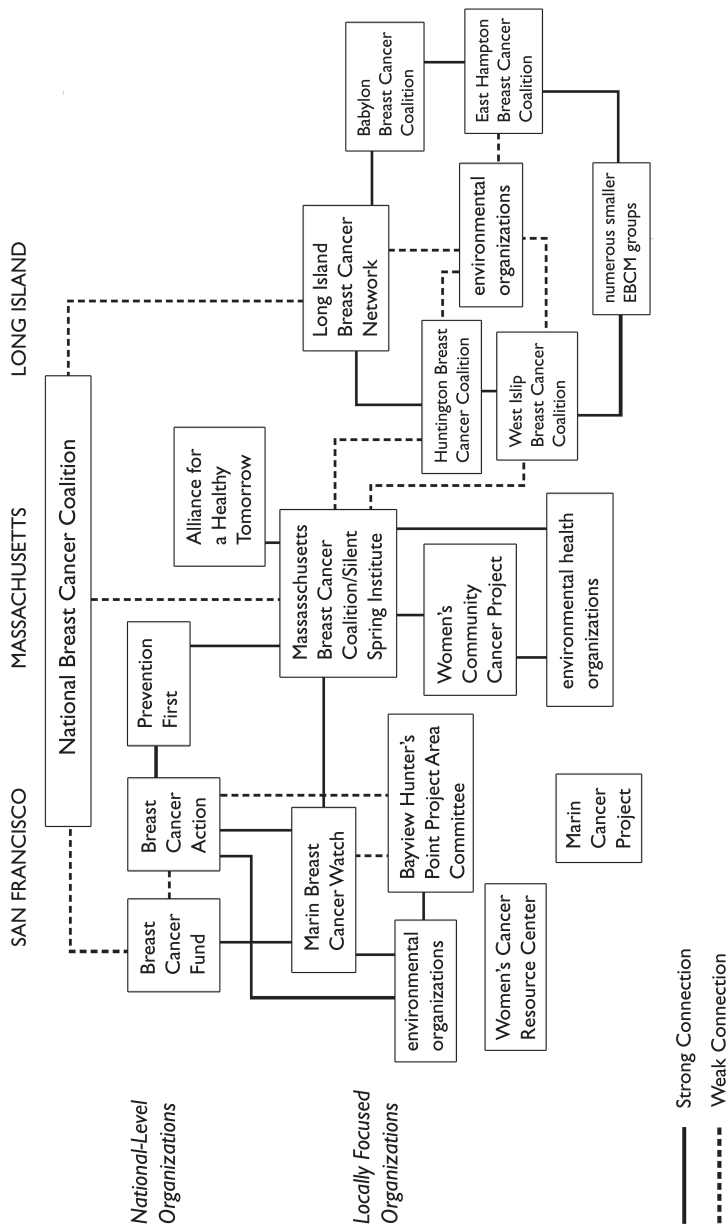 SAN FRANCISCO
MASSACHUSETTS
LONG ISLAND
National Breast Cancer Coalition
National-Level
Organizations
Breast
Cancer
Fund
Breast
Cancer
Action
Prevention
First
Alliance for
a Healthy
Tomorrow
Locally Focused
Organizations
Marin Breast
Cancer Watch
Massasschusetts
Breast Cancer
Coalition/Silent
Spring Institute
Long Island
Breast Cancer
Network
Babylon
Breast Cancer
Coalition
environmental
organizations
Bayview Hunter's
Point Project Area
Committee
Women's
Community
Cancer Project
Huntington Breast
Cancer Coalition
environmental
organizations
East Hampton
Breast Cancer
Coalition
Women's Cancer
Resource Center
West Islip
Breast Cancer
Coalition
Marin
Cancer
Project
environmental health
organizations
numerous smaller
EBCM groups
Strong Connection
Weak Connection